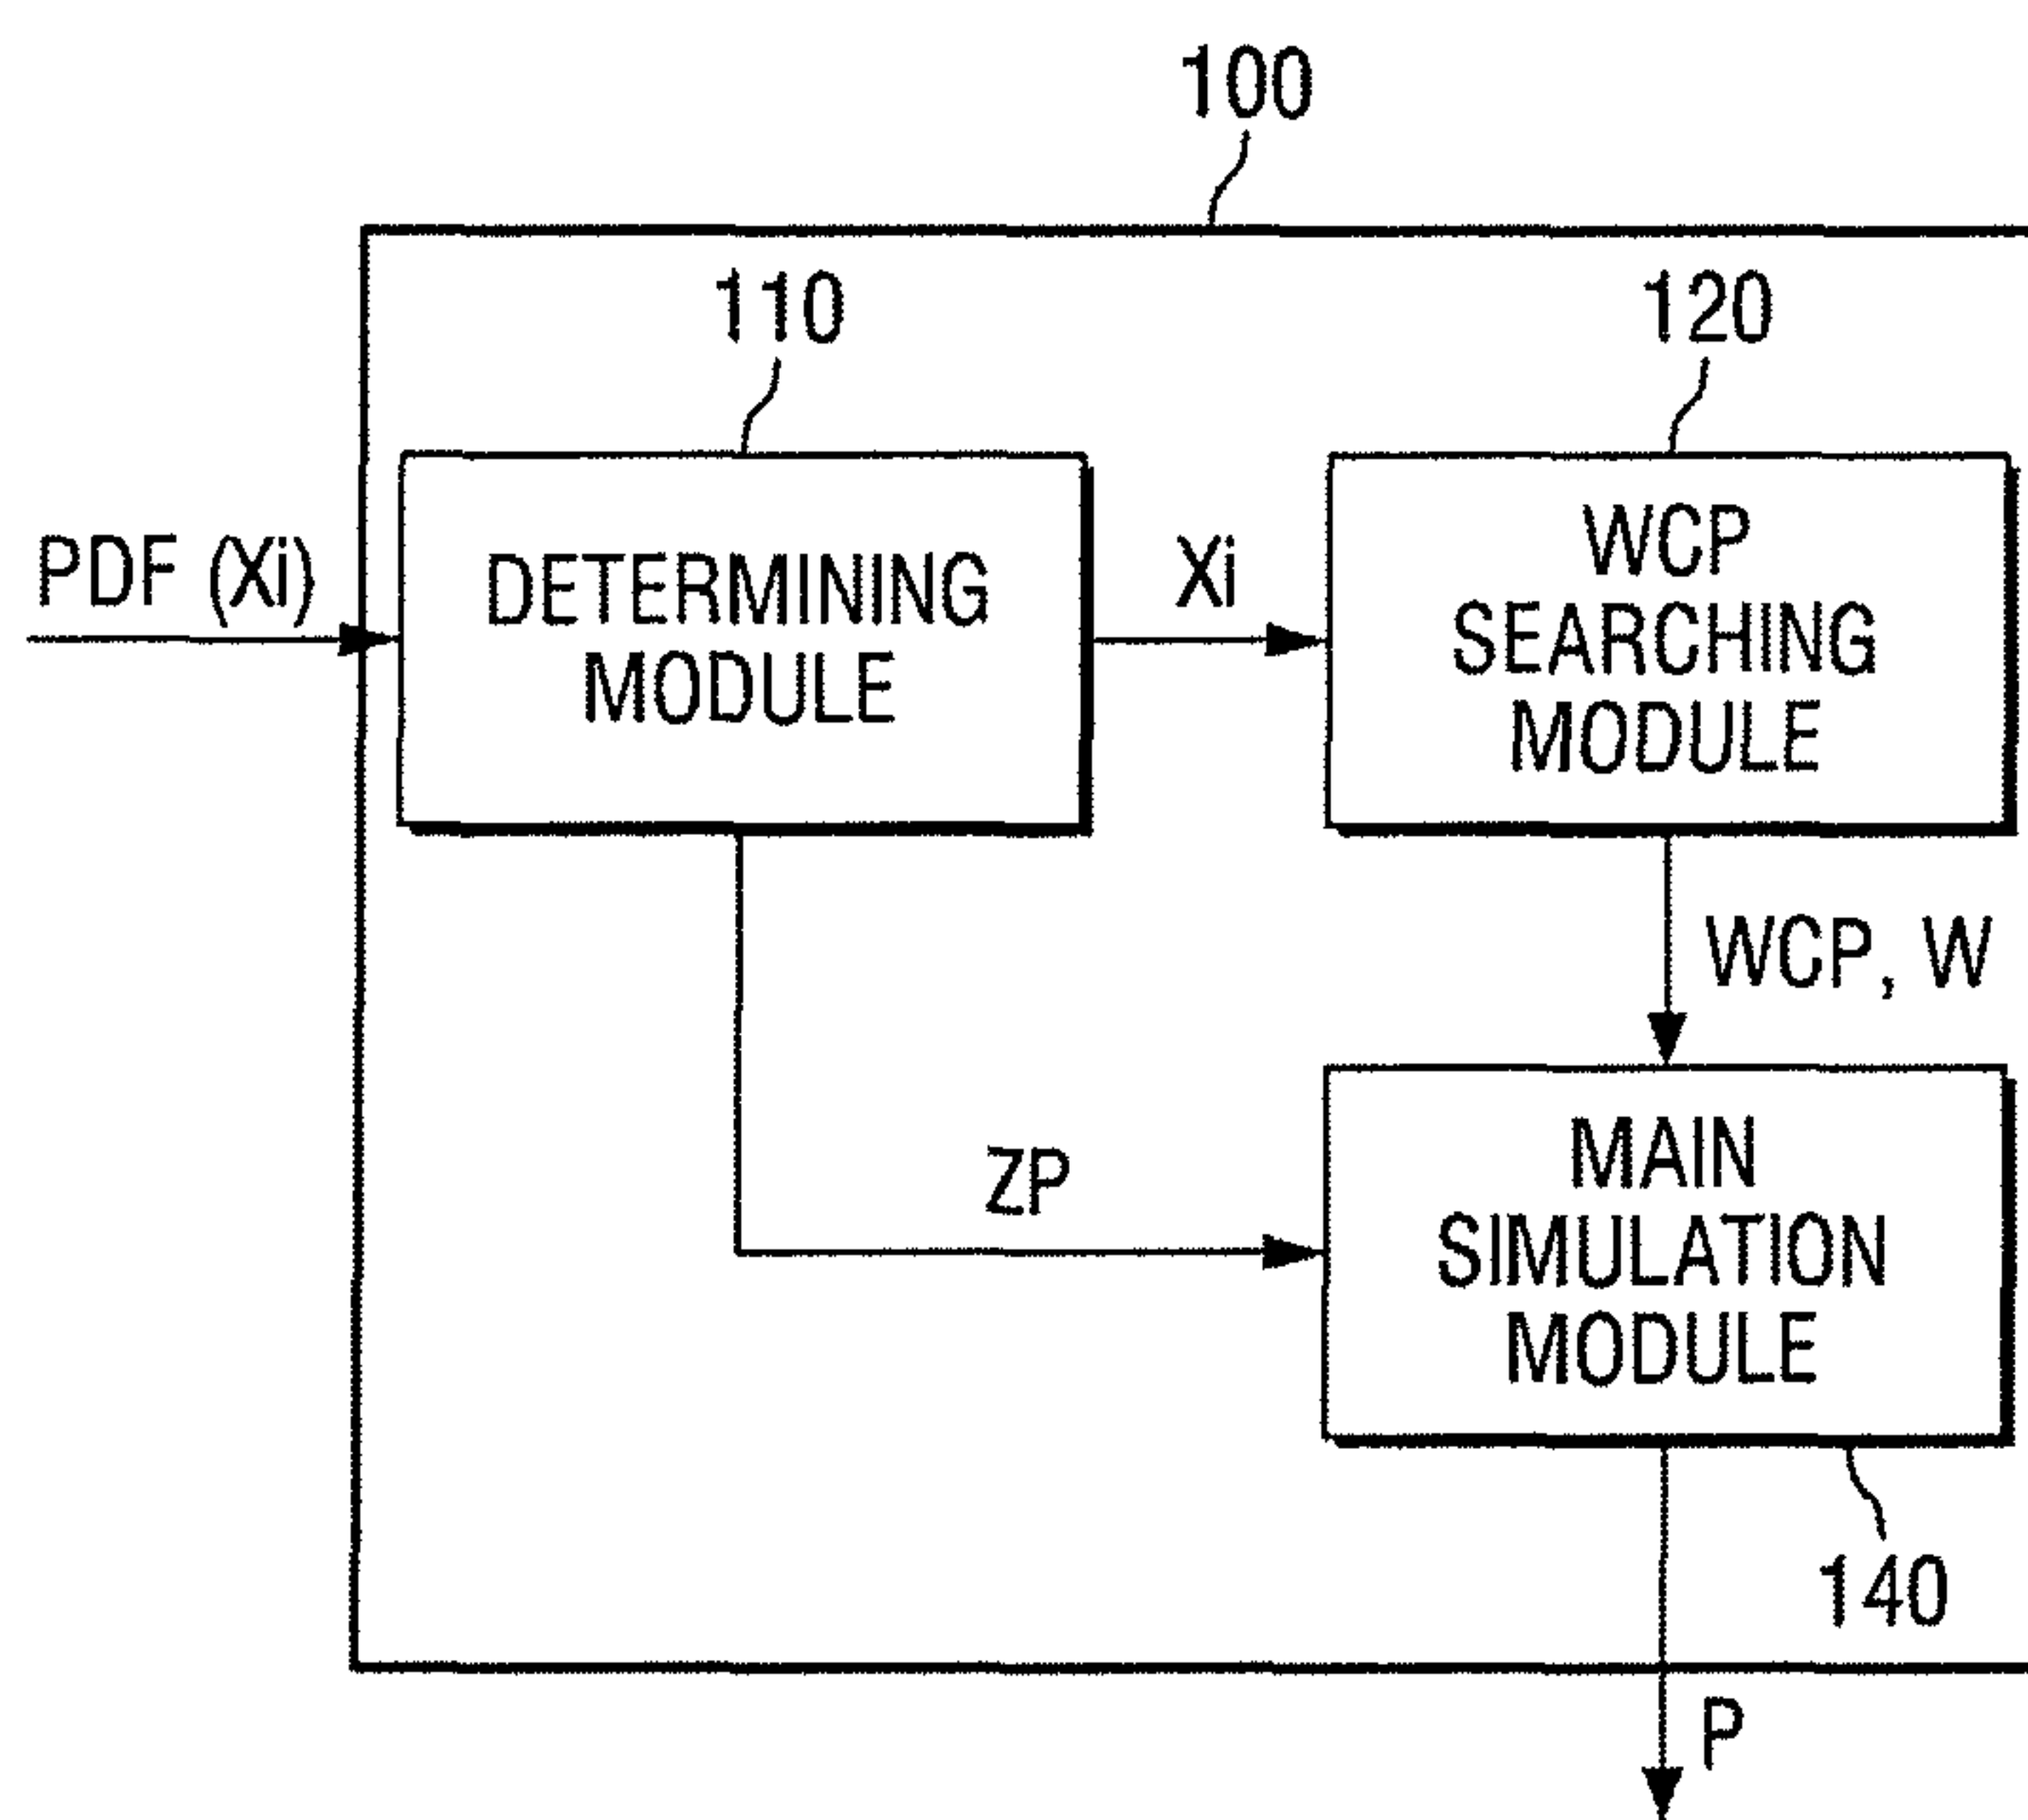 100
110
120
PDF (Xi)
DETERMINING
MODULE
Xi
WCP
SEARCHING
MODULE
WCP, W
ZP
MAIN
SIMULATION
MODULE
140
P